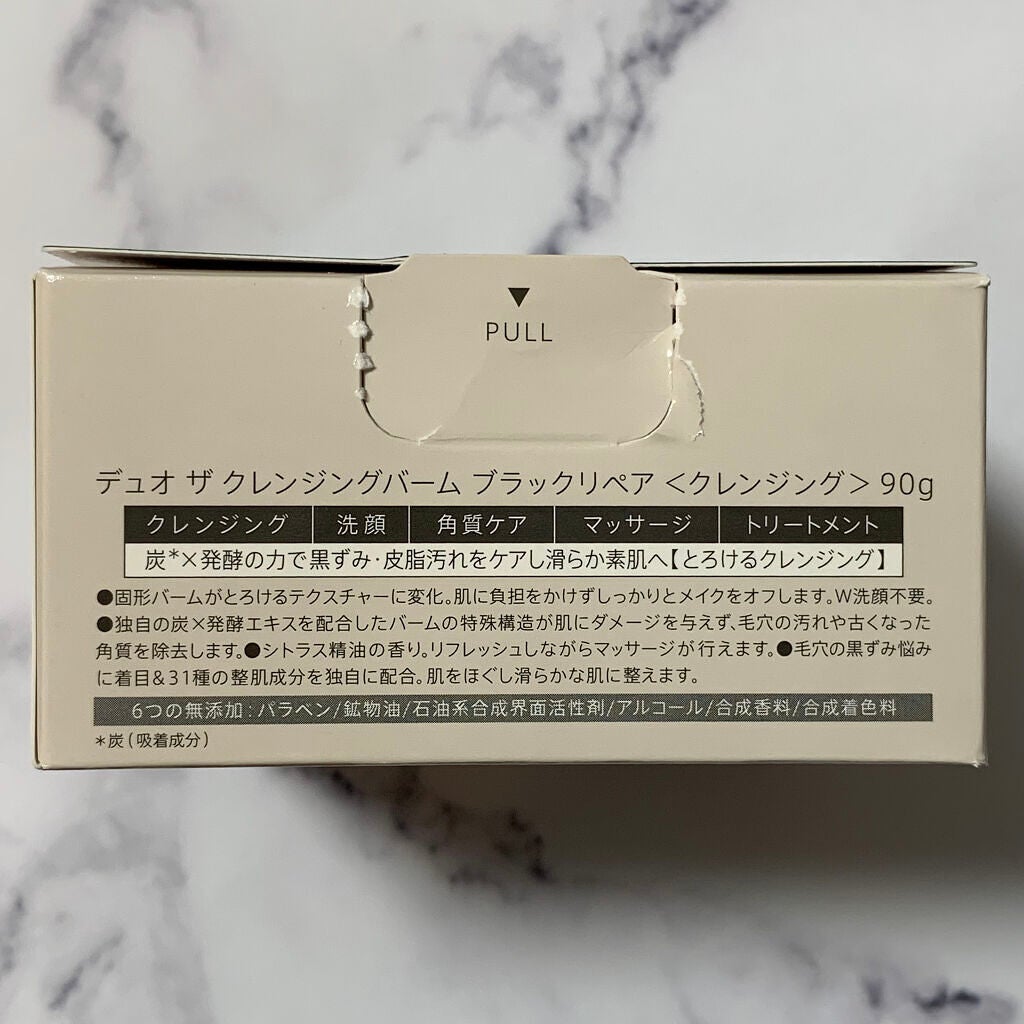 ▼
PULL
デュオ ザ クレンジングバーム ブラックリペア <クレンジング> 90g
クレンジング 洗顔 角質ケア マッサージ トリートメント
炭*×発酵の力で黒ずみ・皮脂汚れをケアし滑らか素肌へ【とろけるクレンジング】
●固形バームがとろけるテクスチャーに変化。肌に負担をかけずしっかりとメイクをオフします。W洗顔不要。
●独自の炭×発酵エキスを配合したバームの特殊構造が肌にダメージを与えず、毛穴の汚れや古くなった
角質を除去します。●シトラス精油の香り。リフレッシュしながらマッサージが行えます。●毛穴の黒ずみ悩み
に着目&31種の整肌成分を独自に配合。肌をほぐし滑らかな肌に整えます。
6つの無添加:パラベン/鉱物油/石油系合成界面活性剤/アルコール/合成香料/合成着色料
*炭(吸着成分)